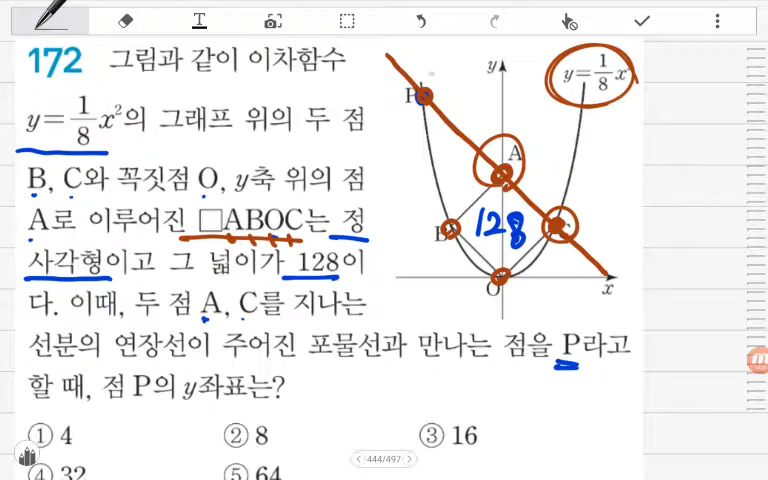 172 그림과 같이 이차함수
y=1/8x²의 그래프 위의 두 점
B, C와 꼭짓점 O, y축 위의 점
A로 이루어진 □ABOC는 정
사각형이고 그 넓이가 128이
다. 이때, 두 점 A, C를 지나는
선분의 연장선이 주어진 포물선과 만나는 점을 P라고
할 때, 점 P의 y좌표는?
① 4 ② 8 ③ 16
④ 32 ⑤ 64
y
y=1/8x
P
A
B
128
O
x
444/497